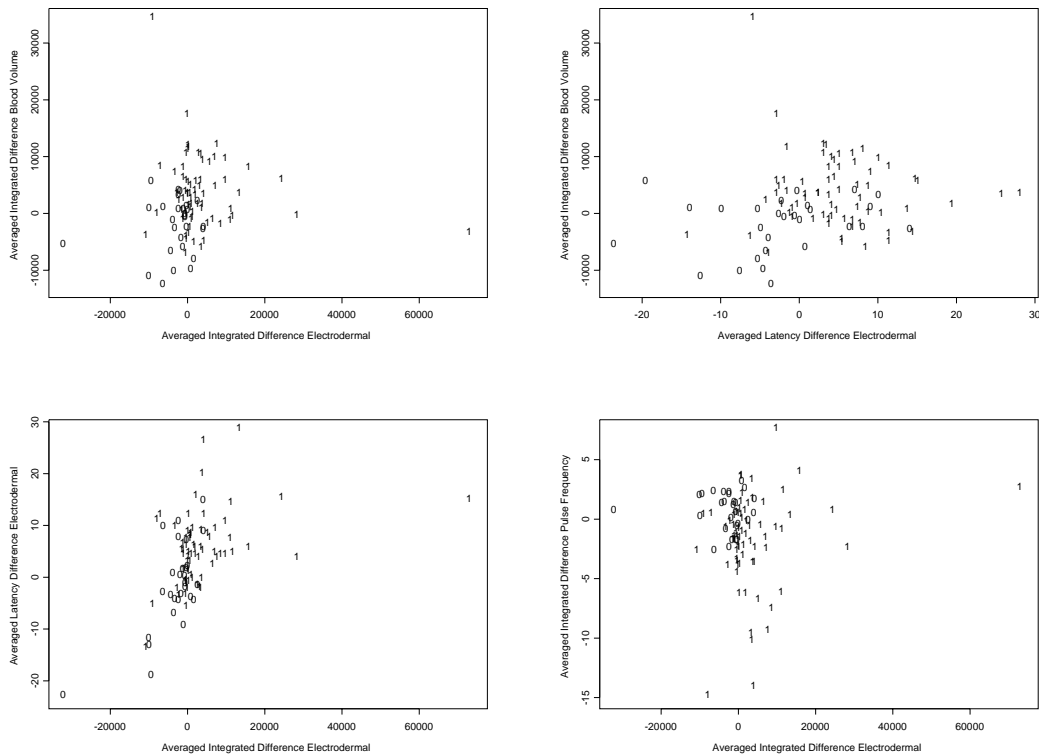 Averaged Integrated Difference Blood Volume
-10000 0 10000 20000 30000
-20000 0 20000 40000 60000
Averaged Integrated Difference Electrodermal
Averaged Integrated Difference Blood Volume
-10000 0 10000 20000 30000
-20 -10 0 10 20 30
Averaged Latency Difference Electrodermal
Averaged Latency Difference Electrodermal
-20 -10 0 10 20 30
-20000 0 20000 40000 60000
Averaged Integrated Difference Electrodermal
Averaged Integrated Difference Pulse Frequency
-15 -10 -5 0 5
-20000 0 20000 40000 60000
Averaged Integrated Difference Electrodermal